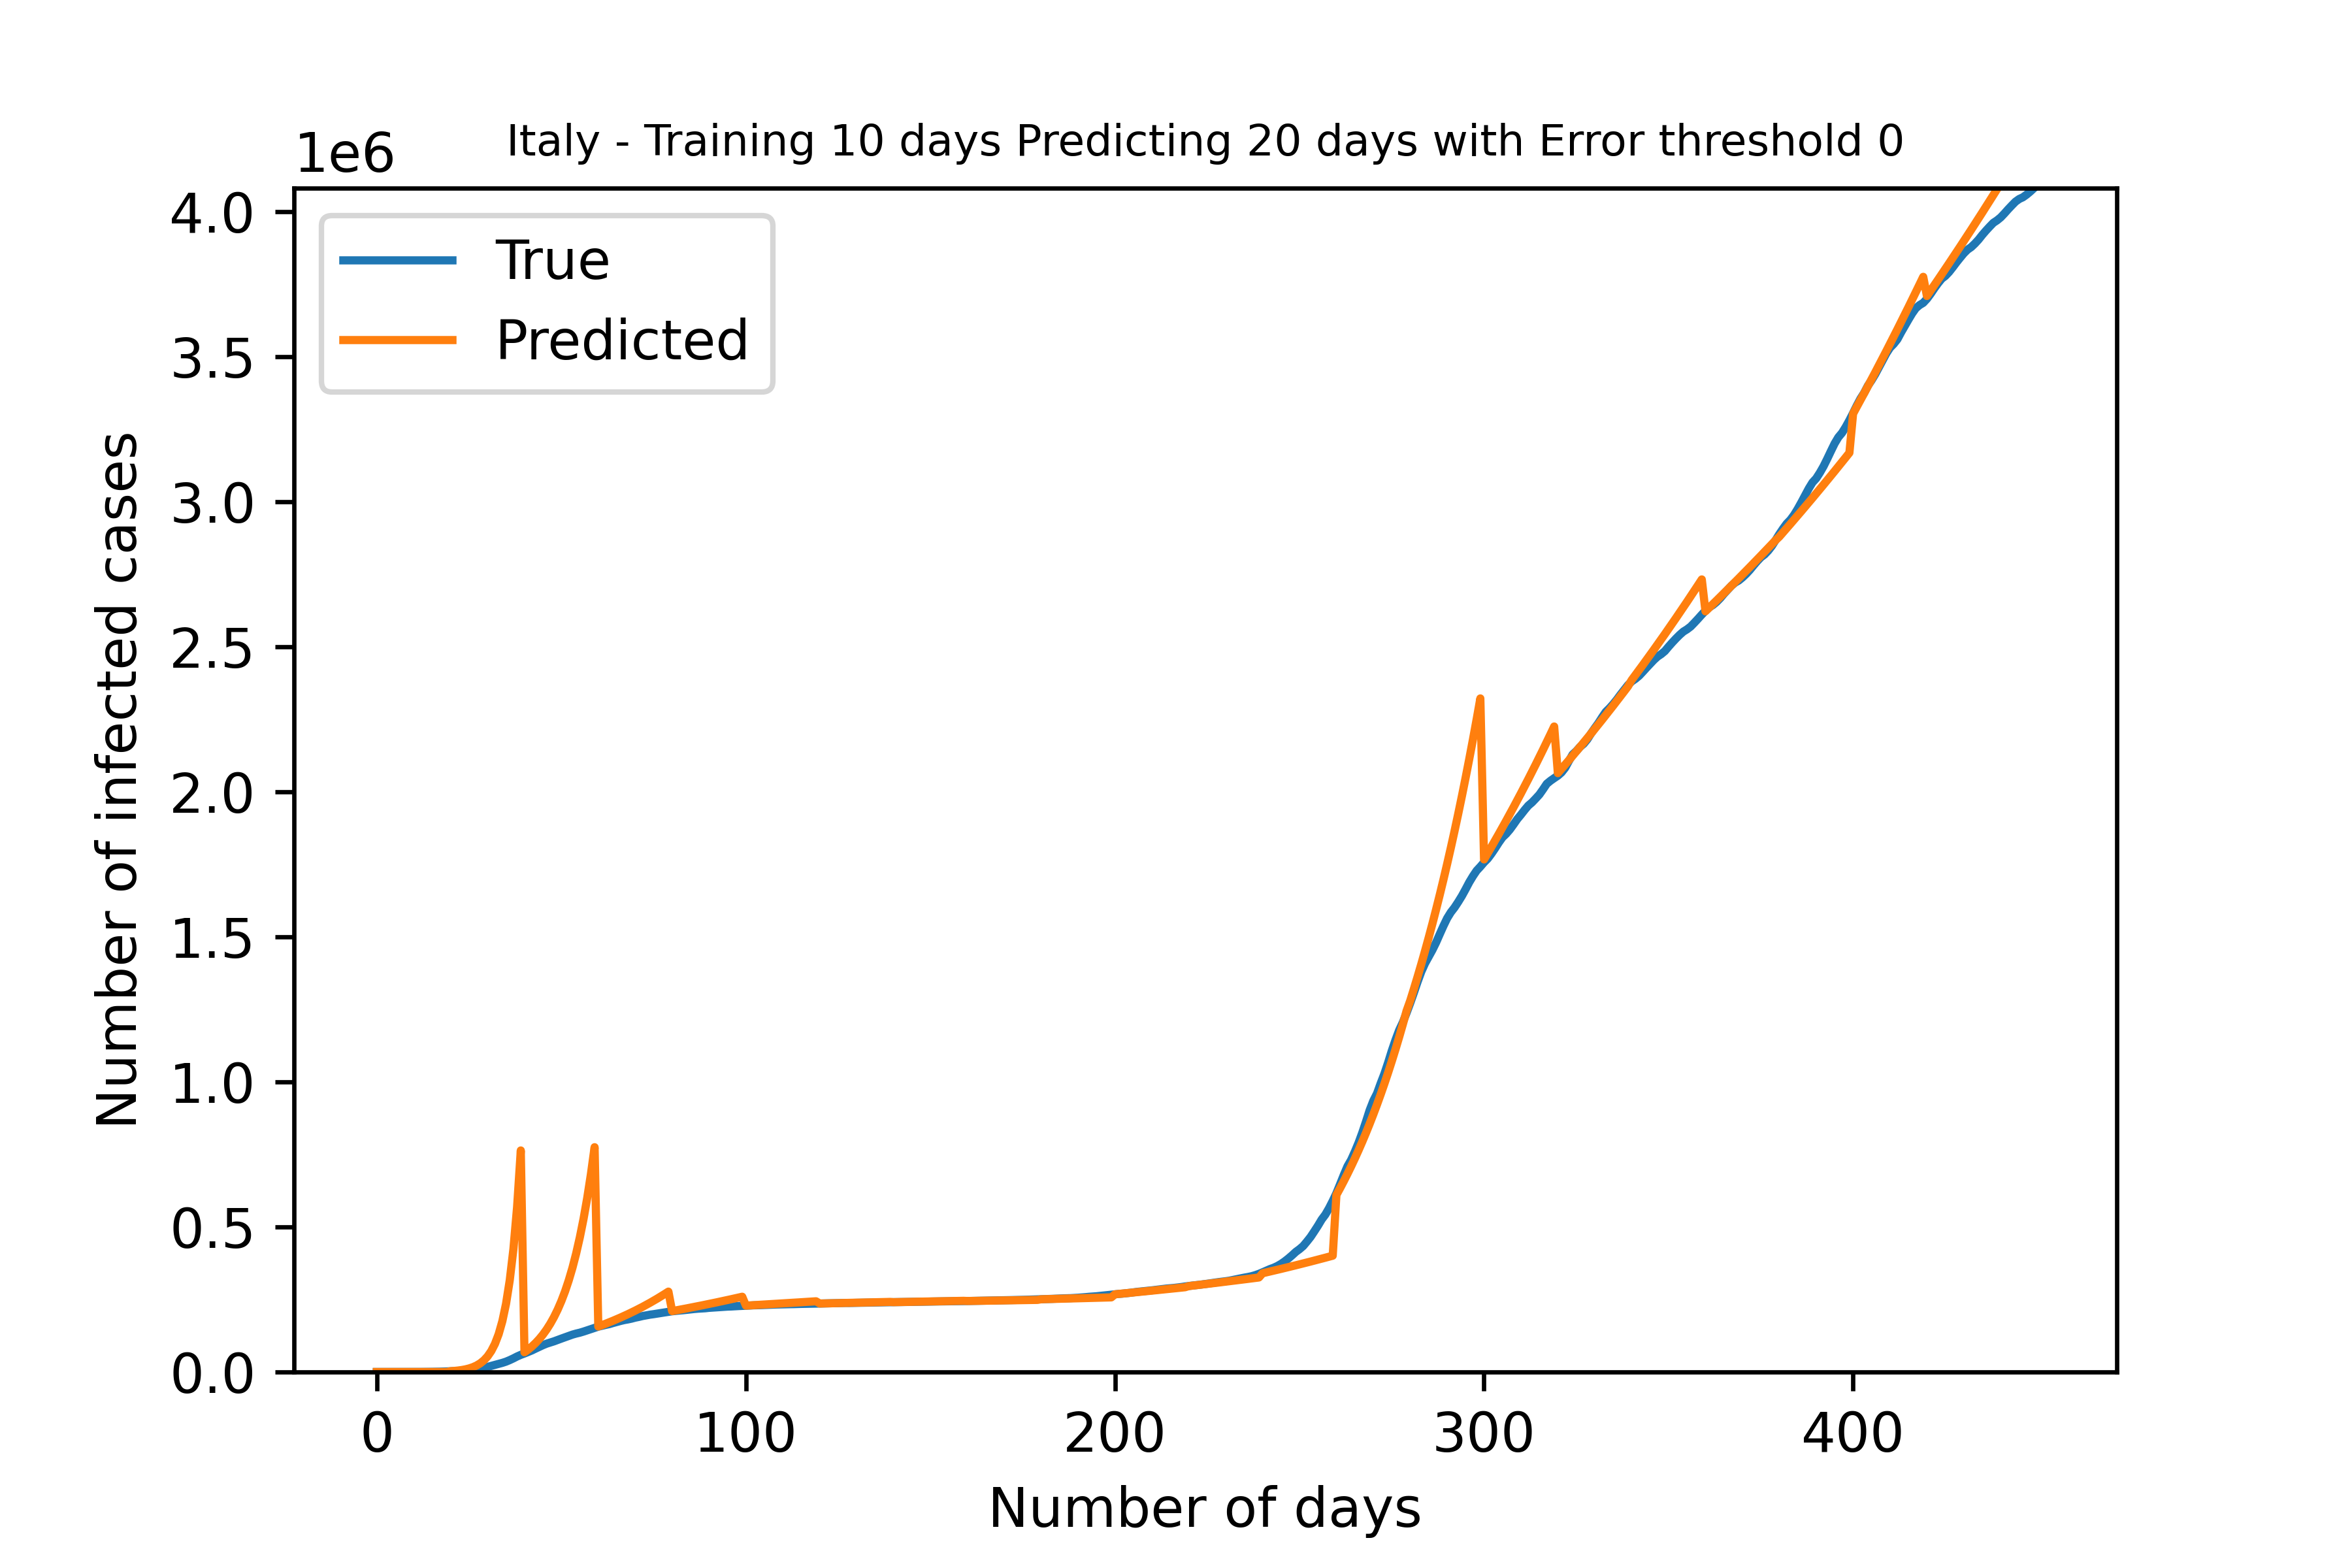 Italy - Training 10 days Predicting 20 days with Error threshold 0
1e6
True
Predicted
4.0
3.5
3.0
2.5
2.0
1.5
1.0
0.5
0.0
Number of infected cases
0 100 200 300 400
Number of days